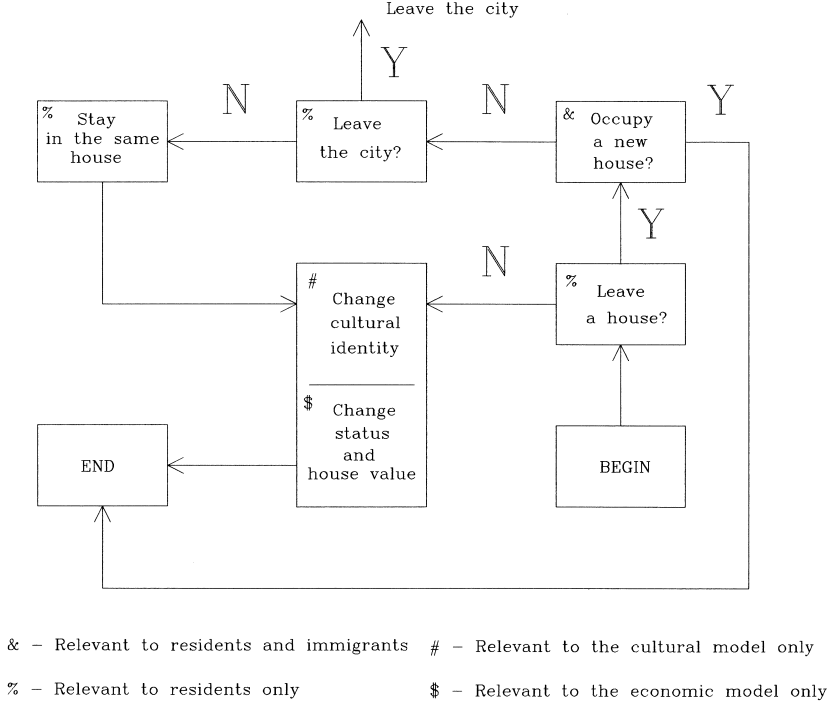 Leave the city
Y
N
N
Y
%
Stay
in the same
house
%
Leave
the city?
&
Occupy
a new
house?
Y
N
#
Change
cultural
identity
%
Leave
a house?
$
Change
status
and
house value
END
BEGIN
& – Relevant to residents and immigrants
# – Relevant to the cultural model only
% – Relevant to residents only
$ – Relevant to the economic model only